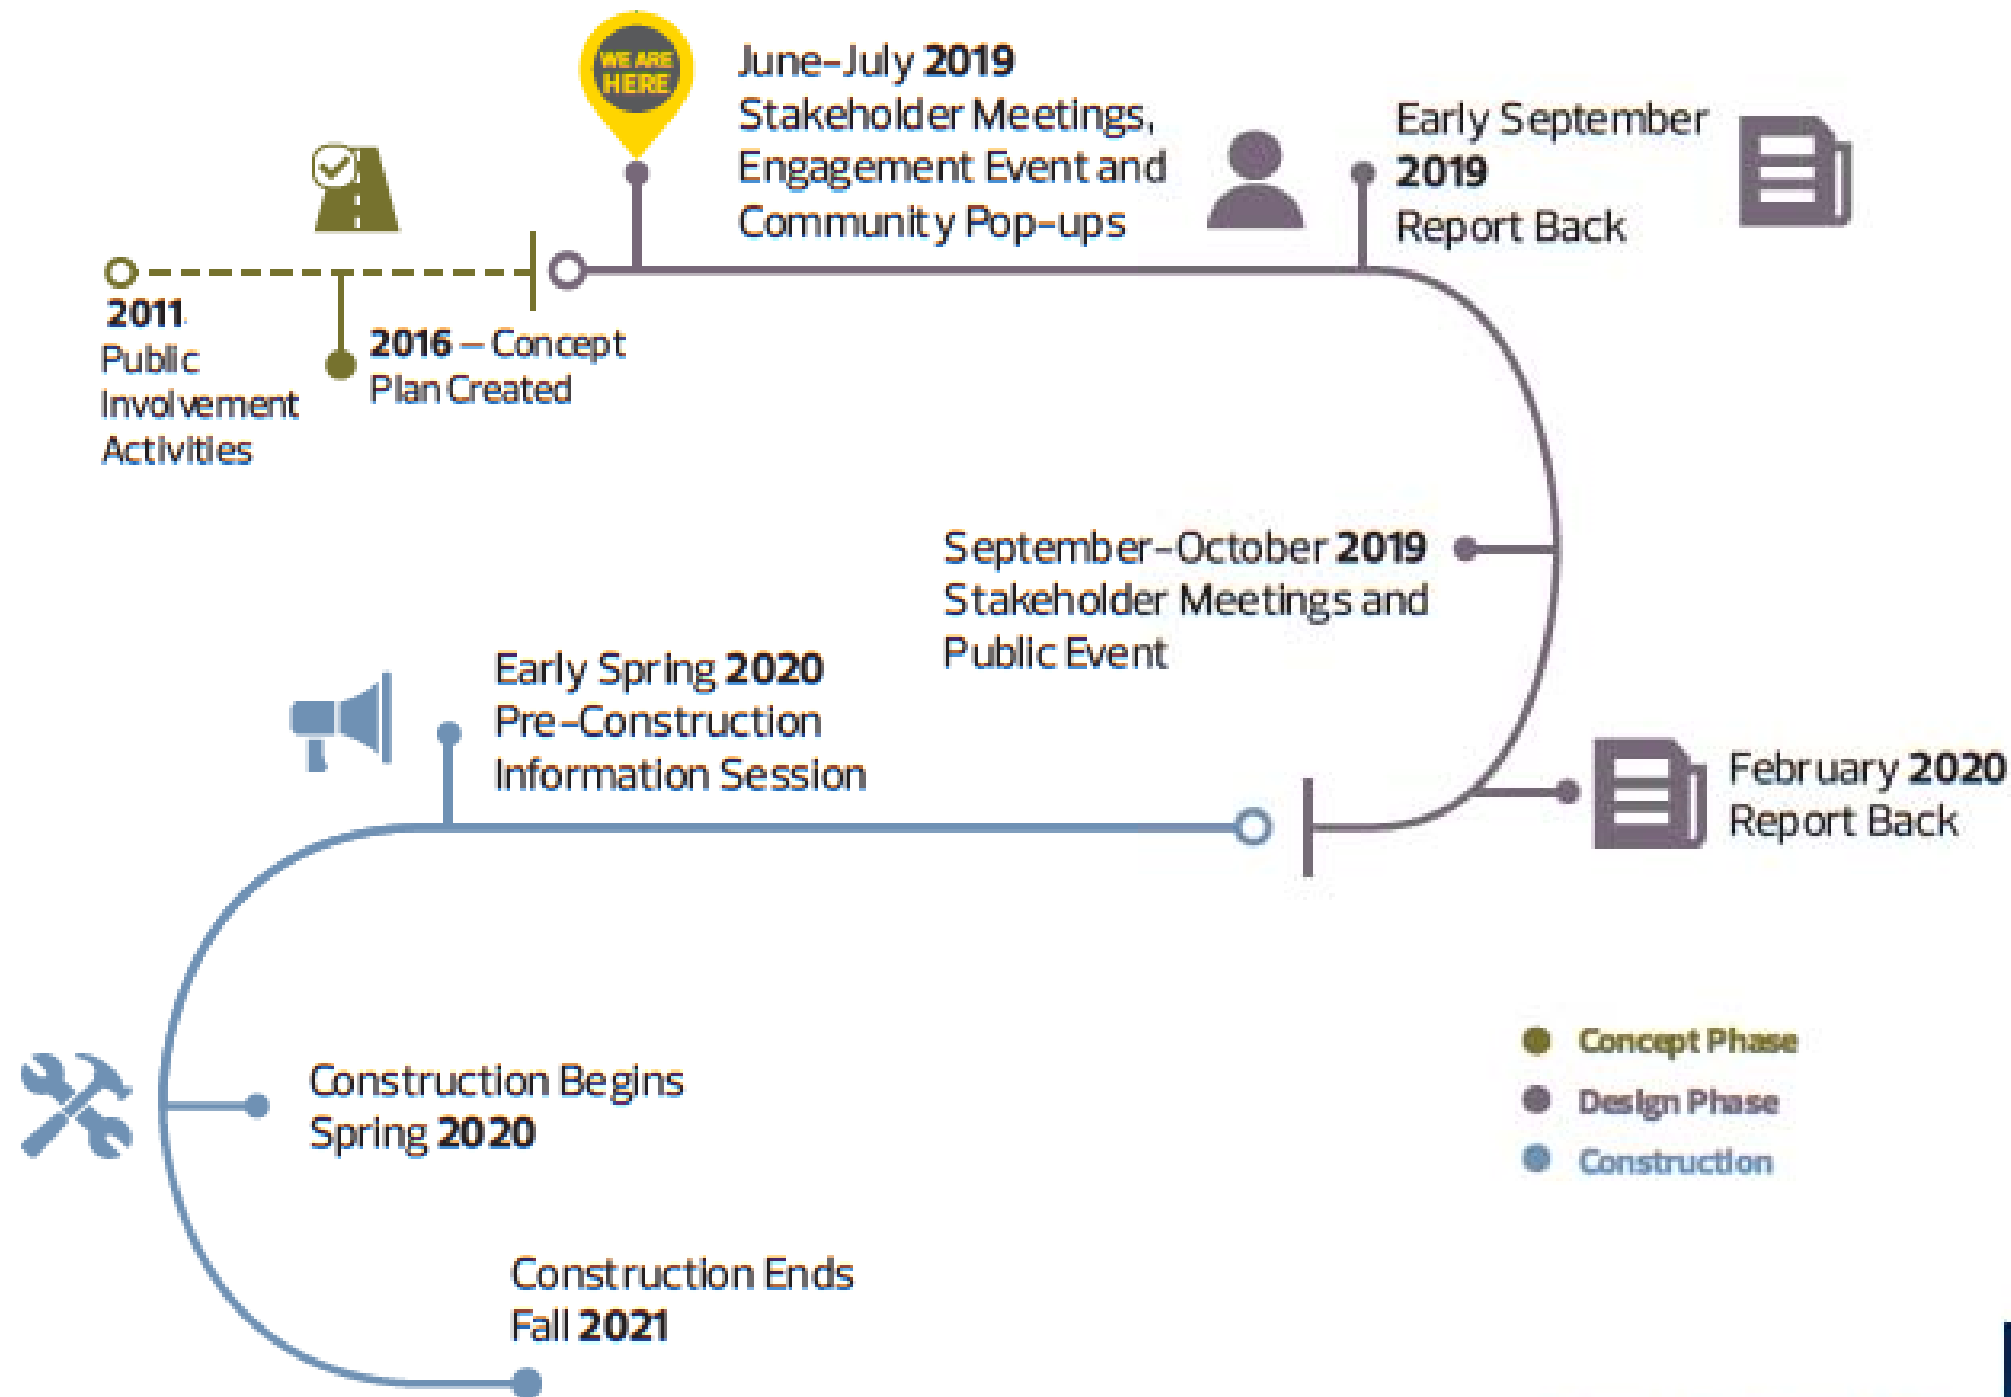 WE ARE
HERE
June–July 2019
Stakeholder Meetings,
Engagement Event and
Community Pop-ups
Early September
2019
Report Back
2011
Public
Involvement
Activities
2016 – Concept
Plan Created
September–October 2019
Stakeholder Meetings and
Public Event
February 2020
Report Back
Early Spring 2020
Pre-Construction
Information Session
Construction Begins
Spring 2020
Construction Ends
Fall 2021
Concept Phase
Design Phase
Construction